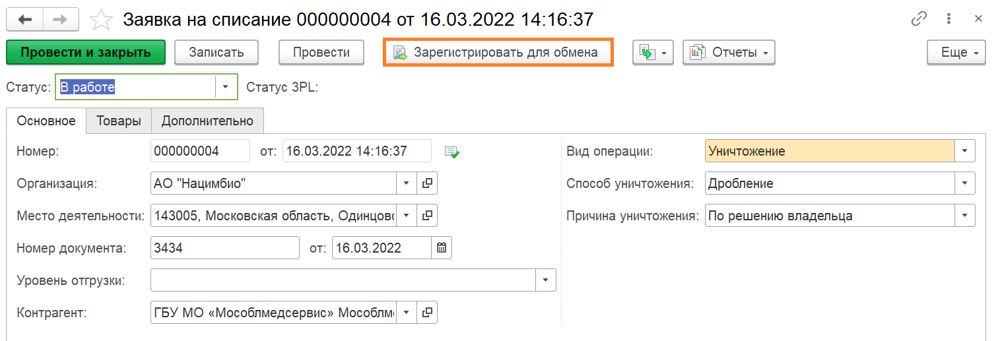 Заявка на списание 000000004 от 16.03.2022 14:16:37
Провести и закрыть Записать Провести Зарегистрировать для обмена Отчеты Еще
Статус: В работе Статус 3PL:
Основное Товары Дополнительно
Номер: 000000004 от: 16.03.2022 14:16:37 Вид операции: Уничтожение
Организация: АО "Нацимбио" Способ уничтожения: Дробление
Место деятельности: 143005, Московская область, Одинцово Причина уничтожения: По решению владельца
Номер документа: 3434 от: 16.03.2022
Уровень отгрузки:
Контрагент: ГБУ МО «Мособлмедсервис» Мособлм